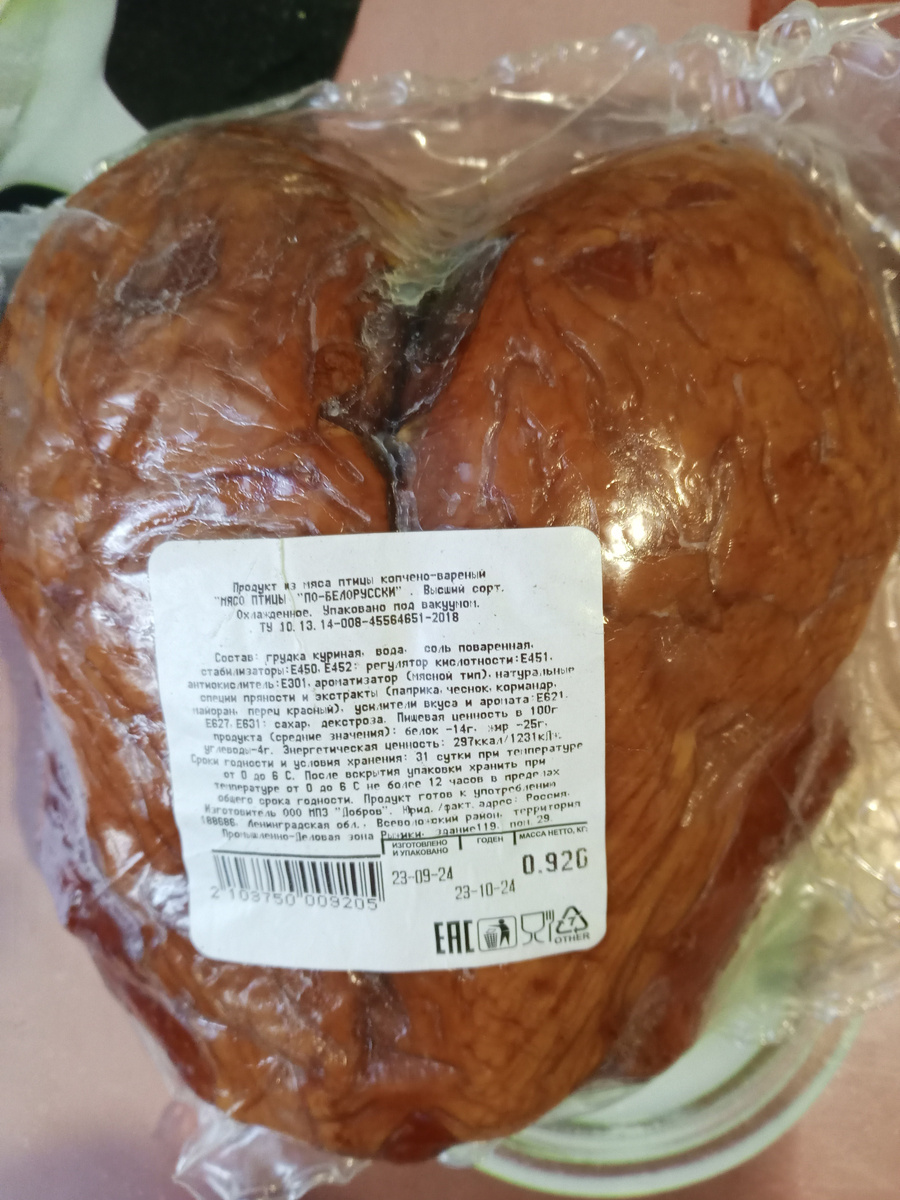 Продукт из мяса птицы копчено-вареный
"МЯСО ПТИЦЫ "ПО-БЕЛОРУССКИ" . Высший сорт.
Охлажденное. Упаковано под вакуумом.
ТУ 10.13.14-008-45564651-2018
Состав: грудка куриная, вода, соль поваренная,
стабилизаторы:Е450, Е452; регулятор кислотности:Е451,
антиокислитель:Е301, ароматизатор (мясной тип), натуральные
специи пряности и экстракты (паприка, чеснок, кориандр,
майоран, перец красный), усилители вкуса и аромата:Е621,
Е627, Е631; сахар, декстроза. Пищевая ценность в 100г
продукта (средние значения): белок -14г, жир -25г,
углеводы-4г. Энергетическая ценность: 297ккал/1231кДж.
Сроки годности и условия хранения: 31 сутки при температуре
от 0 до 6 С. После вскрытия упаковки хранить при
температуре от 0 до 6 С не более 12 часов в пределах
общего срока годности. Продукт готов к употреблению
Изготовитель ООО МПЗ "Добров". Юрид./факт. адрес: Россия,
188686, Ленинградская обл., Всеволожский район, территория
Промышленно-Деловая зона Рыжики, здание119, пом 29.
ИЗГОТОВЛЕНО И УПАКОВАНО ГОДЕН МАССА НЕТТО, КГ.
23-09-24 23-10-24 0.920
2 103750 009205
EAC
7
OTHER